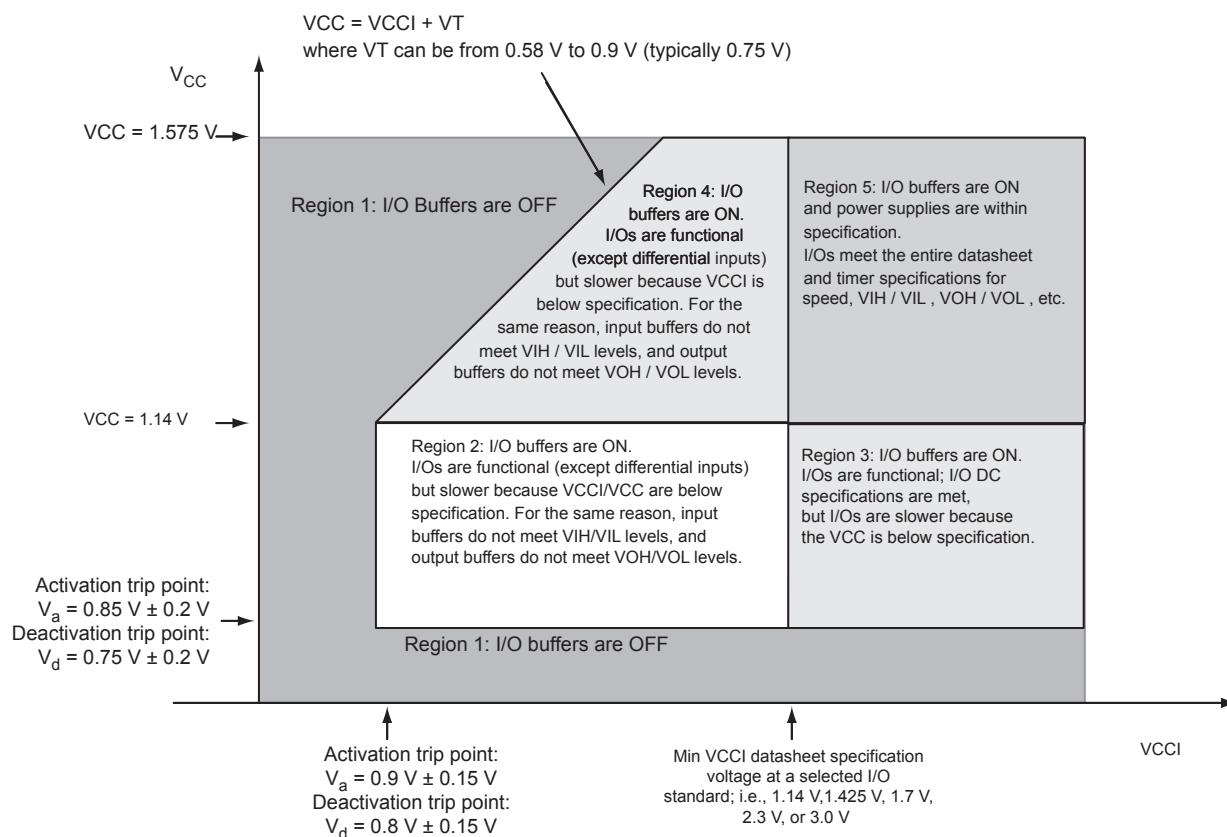 VCC = VCCI + VT
where VT can be from 0.58 V to 0.9 V (typically 0.75 V)
VCC
VCC = 1.575 V
Region 1: I/O Buffers are OFF
Region 4: I/O
buffers are ON.
I/Os are functional
(except differential inputs)
but slower because VCCI is
below specification. For the
same reason, input buffers do not
meet VIH / VIL levels, and output
buffers do not meet VOH / VOL levels.
Region 5: I/O buffers are ON
and power supplies are within
specification.
I/Os meet the entire datasheet
and timer specifications for
speed, VIH / VIL , VOH / VOL , etc.
VCC = 1.14 V
Region 2: I/O buffers are ON.
I/Os are functional (except differential inputs)
but slower because VCCI/VCC are below
specification. For the same reason, input
buffers do not meet VIH/VIL levels, and
output buffers do not meet VOH/VOL levels.
Region 3: I/O buffers are ON.
I/Os are functional; I/O DC
specifications are met,
but I/Os are slower because
the VCC is below specification.
Activation trip point:
Va = 0.85 V ± 0.2 V
Deactivation trip point:
Vd = 0.75 V ± 0.2 V
Region 1: I/O buffers are OFF
Activation trip point:
Va = 0.9 V ± 0.15 V
Deactivation trip point:
Vd = 0.8 V ± 0.15 V
Min VCCI datasheet specification
voltage at a selected I/O
standard; i.e., 1.14 V,1.425 V, 1.7 V,
2.3 V, or 3.0 V
VCCI